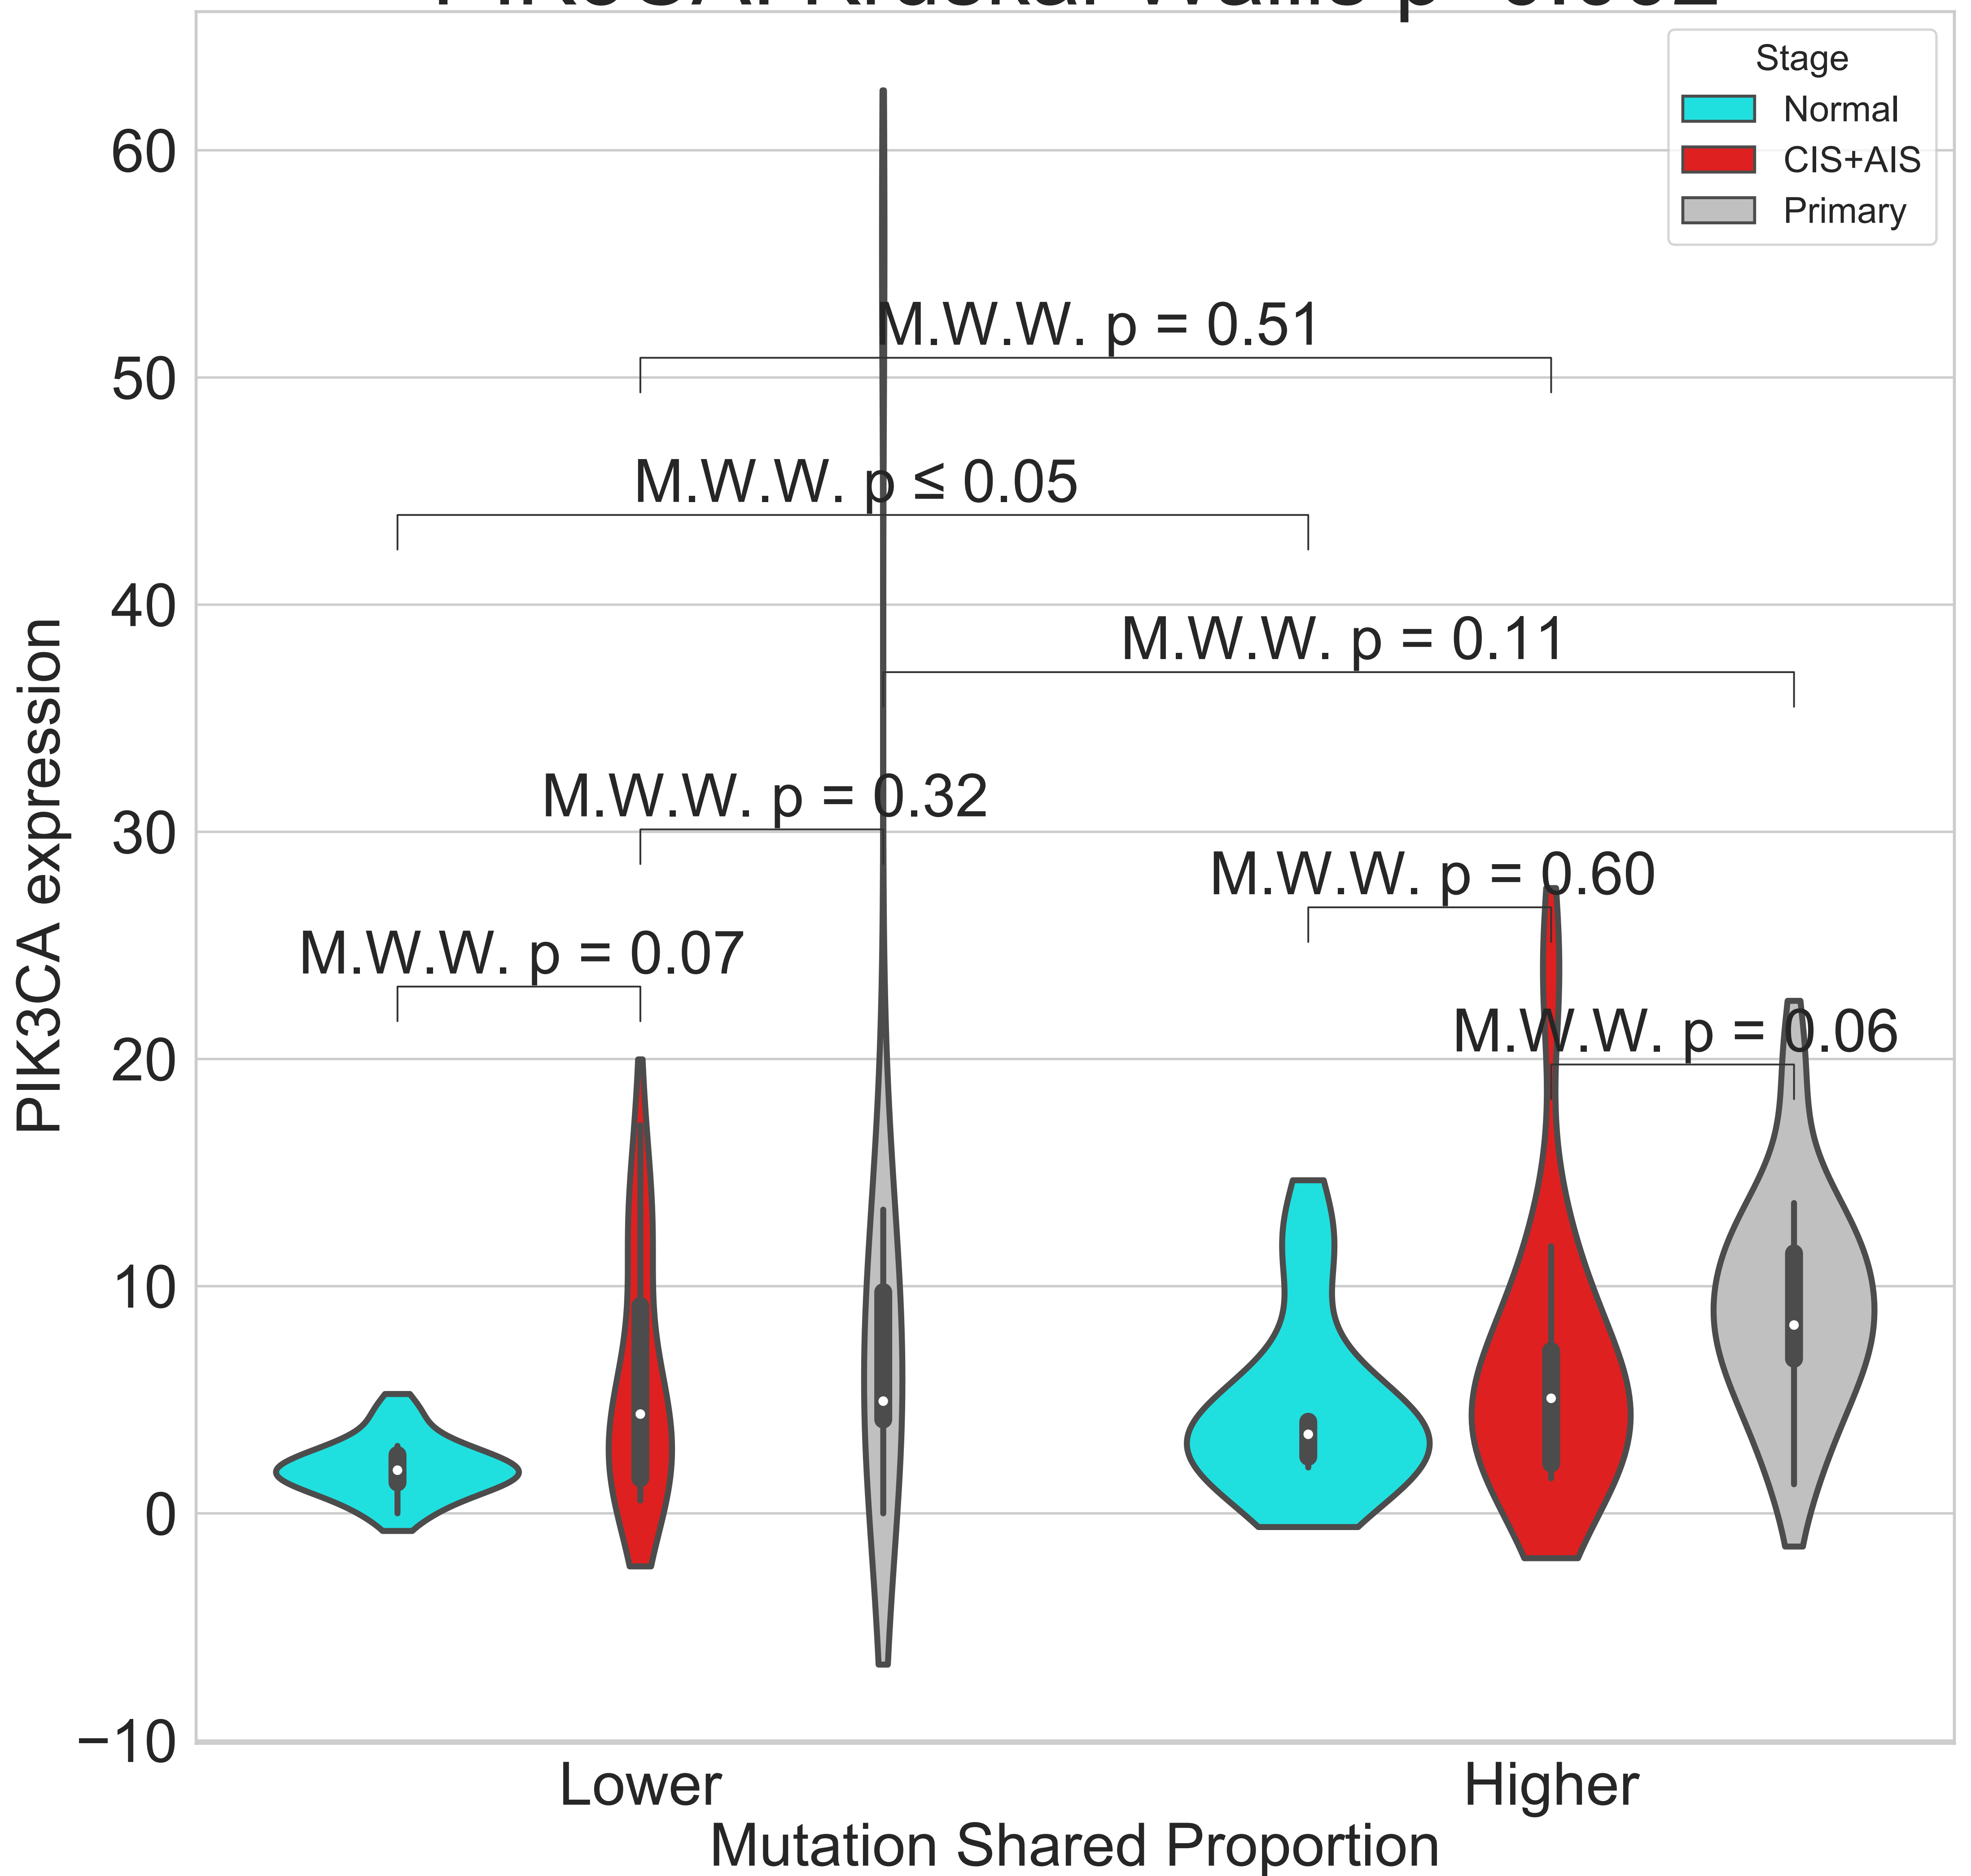 Stage
Normal
CIS+AIS
Primary
60
50
40
30
20
10
0
−10
PIK3CA expression
M.W.W. p = 0.51
M.W.W. p ≤ 0.05
M.W.W. p = 0.11
M.W.W. p = 0.32
M.W.W. p = 0.60
M.W.W. p = 0.07
M.W.W. p = 0.06
Lower
Higher
Mutation Shared Proportion